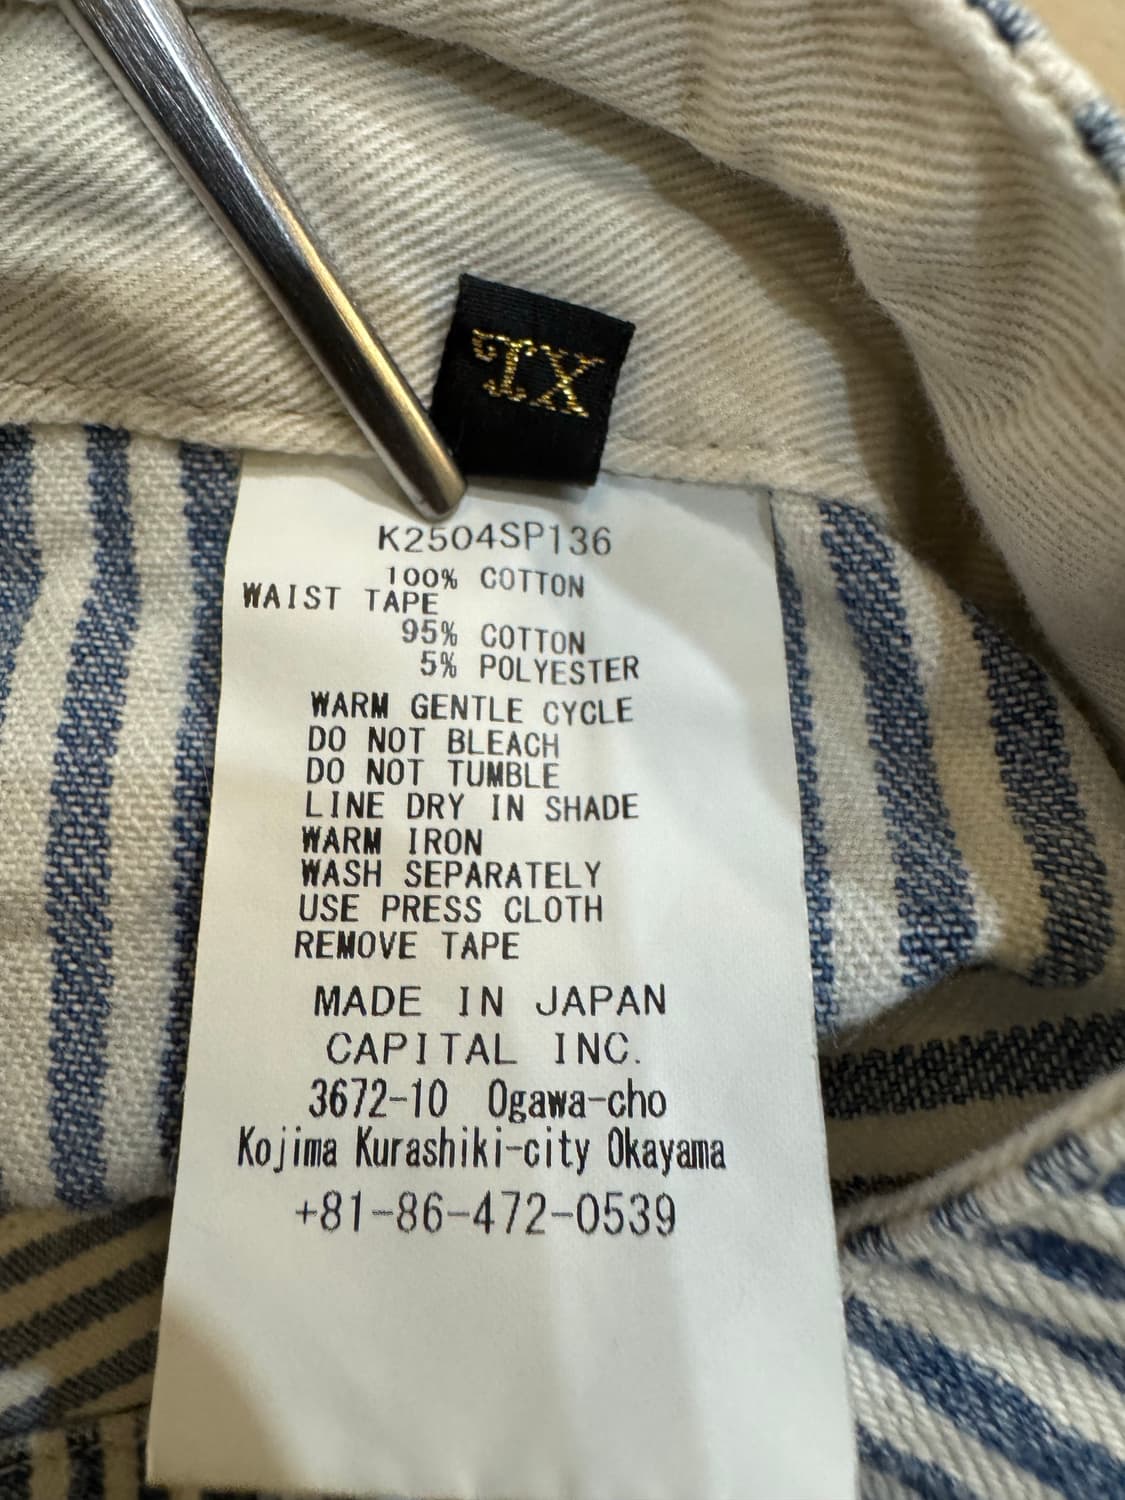 XL
K2504SP136
100% COTTON
WAIST TAPE
95% COTTON
5% POLYESTER
WARM GENTLE CYCLE
DO NOT BLEACH
DO NOT TUMBLE
LINE DRY IN SHADE
WARM IRON
WASH SEPARATELY
USE PRESS CLOTH
REMOVE TAPE
MADE IN JAPAN
CAPITAL INC.
3672-10 Ogawa-cho
Kojima Kurashiki-city Okayama
+81-86-472-0539